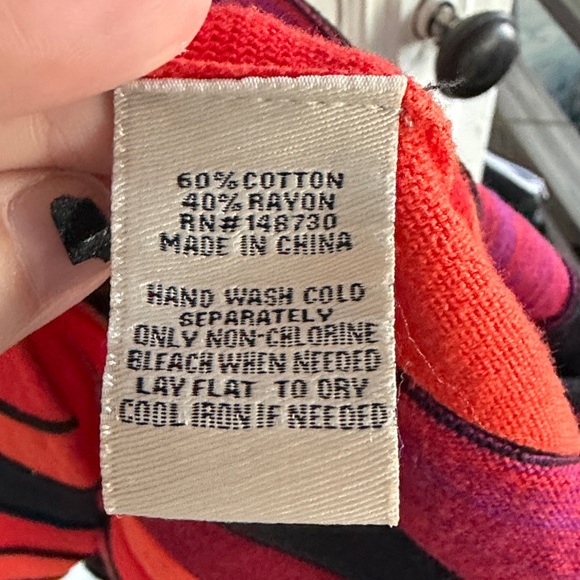 60% COTTON
40% RAYON
RN# 148730
MADE IN CHINA
HAND WASH COLD
SEPARATELY
ONLY NON-CHLORINE
BLEACH WHEN NEEDED
LAY FLAT TO DRY
COOL IRON IF NEEDED